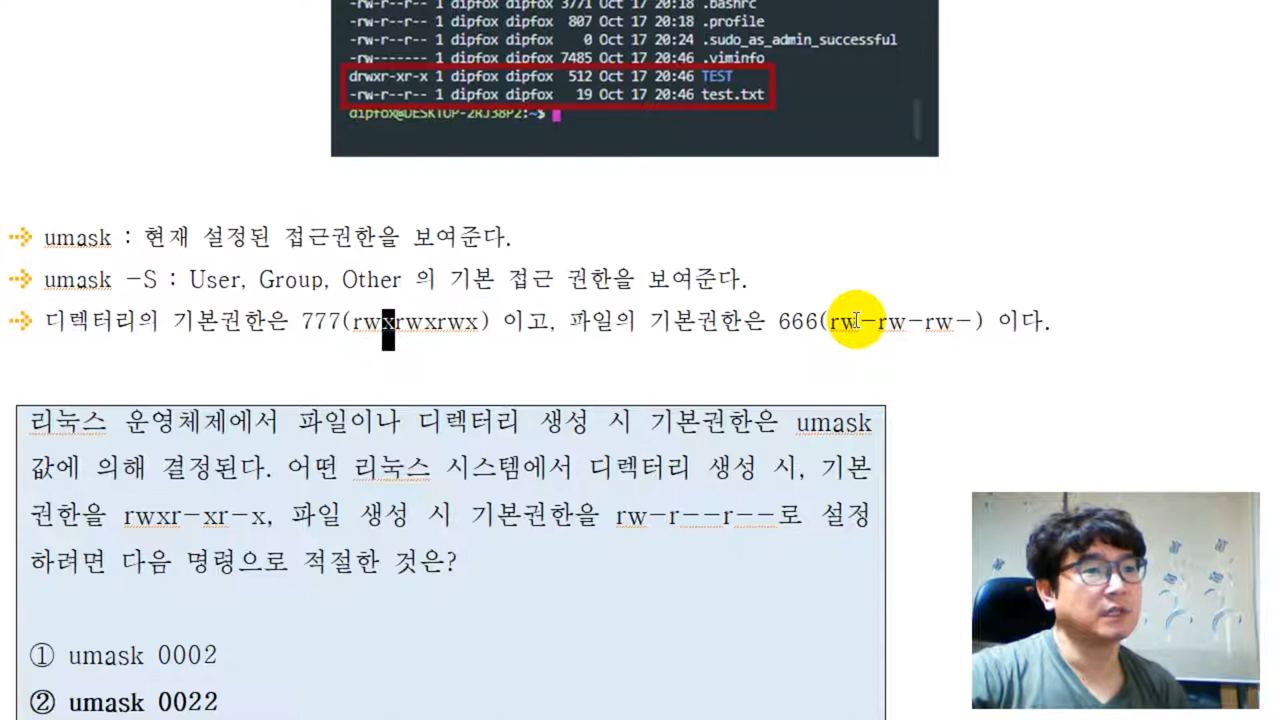 -rw-r--r-- 1 dipfox dipfox 3771 Oct 17 20:18 .bashrc
-rw-r--r-- 1 dipfox dipfox 807 Oct 17 20:18 .profile
-rw-r--r-- 1 dipfox dipfox 0 Oct 17 20:24 .sudo_as_admin_successful
-rw------- 1 dipfox dipfox 7485 Oct 17 20:46 .viminfo
drwxr-xr-x 1 dipfox dipfox 512 Oct 17 20:46 TEST
-rw-r--r-- 1 dipfox dipfox 19 Oct 17 20:46 test.txt
dipfox@DESKTOP-2RJ38P2:~$
umask : 현재 설정된 접근권한을 보여준다.
umask -S : User, Group, Other 의 기본 접근 권한을 보여준다.
디렉터리의 기본권한은 777(rwxrwxrwx) 이고, 파일의 기본권한은 666(rw-rw-rw-) 이다.
리눅스 운영체제에서 파일이나 디렉터리 생성 시 기본권한은 umask
값에 의해 결정된다. 어떤 리눅스 시스템에서 디렉터리 생성 시, 기본
권한을 rwxr-xr-x, 파일 생성 시 기본권한을 rw-r--r--로 설정
하려면 다음 명령으로 적절한 것은?
① umask 0002
② umask 0022